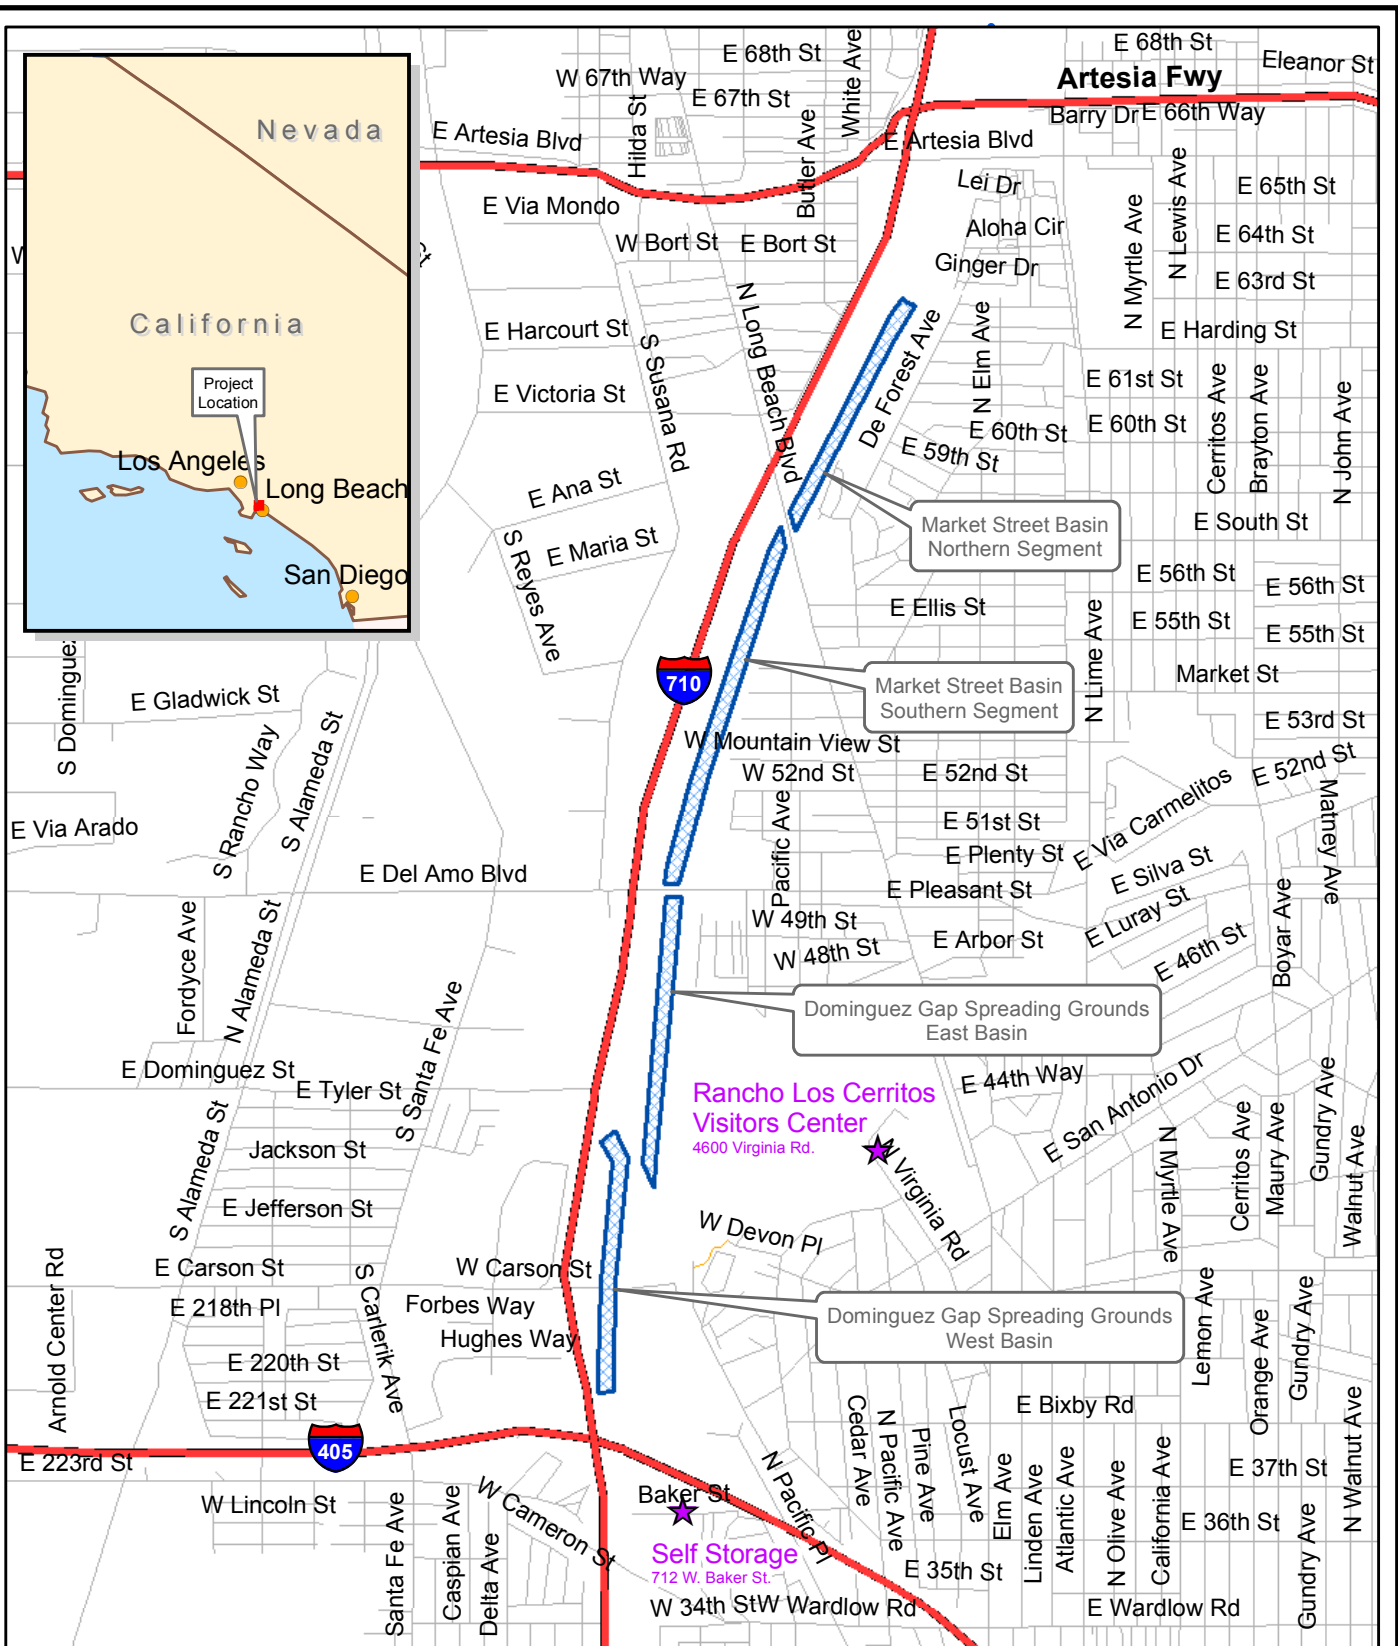 E 68th St
E 68th St
Eleanor St
W 67th Way
White Ave
Artesia Fwy
E 67th St
Hilda St
Barry Dr
E 66th Way
Nevada
E Artesia Blvd
Butler Ave
E Artesia Blvd
Lei Dr
N Lewis Ave
E 65th St
E Via Mondo
N Myrtle Ave
Aloha Cir
E 64th St
W Bort St
E Bort St
Ginger Dr
E 63rd St
California
N Long Beach Blvd
E Harcourt St
S Susana Rd
De Forest Ave
N Elm Ave
E Harding St
Project
Location
E Victoria St
E 61st St
Cerritos Ave
Brayton Ave
N John Ave
E 60th St
E 60th St
E 59th St
Los Angeles
Long Beach
E Ana St
Market Street Basin
Northern Segment
E South St
S Reyes Ave
E Maria St
San Diego
E 56th St
E 56th St
E Ellis St
N Lime Ave
E 55th St
E 55th St
S Dominguez
710
Market Street Basin
Southern Segment
Market St
E Gladwick St
S Rancho Way
S Alameda St
E 53rd St
W Mountain View St
W 52nd St
E 52nd St
E 52nd St
E Via Arado
Pacific Ave
E 51st St
E Via Carmelitos
Matney Ave
E Plenty St
E Del Amo Blvd
E Pleasant St
E Silva St
Fordyce Ave
N Alameda St
W 49th St
E Luray St
Boyar Ave
W 48th St
E Arbor St
E 46th St
S Santa Fe Ave
Dominguez Gap Spreading Grounds
East Basin
E Dominguez St
E Tyler St
E 44th Way
E San Antonio Dr
Rancho Los Cerritos
Visitors Center
4600 Virginia Rd.
S Alameda St
Jackson St
N Virginia Rd
N Myrtle Ave
Cerritos Ave
Maury Ave
Gundry Ave
Walnut Ave
E Jefferson St
W Devon Pl
Arnold Center Rd
E Carson St
S Carlerik Ave
W Carson St
E 218th Pl
Forbes Way
Dominguez Gap Spreading Grounds
West Basin
Lemon Ave
Orange Ave
Gundry Ave
Hughes Way
E 220th St
E 221st St
Cedar Ave
N Pacific Ave
Pine Ave
Locust Ave
E Bixby Rd
N Walnut Ave
405
E 223rd St
N Pacific Pl
E 37th St
W Lincoln St
Santa Fe Ave
Caspian Ave
Delta Ave
W Cameron St
Baker St
Elm Ave
Linden Ave
Atlantic Ave
N Olive Ave
California Ave
E 36th St
Gundry Ave
Self Storage
712 W. Baker St.
E 35th St
W 34th St
W Wardlow Rd
E Wardlow Rd